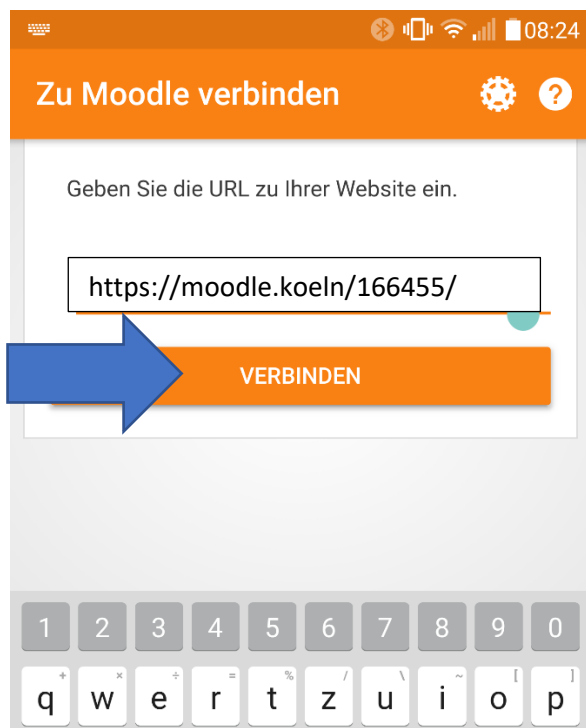 08:24
Zu Moodle verbinden ?
Geben Sie die URL zu Ihrer Website ein.
https://moodle.koeln/166455/
VERBINDEN
1 2 3 4 5 6 7 8 9 0
+ × ÷ = % / \ ~ [ ]
q w e r t z u i o p